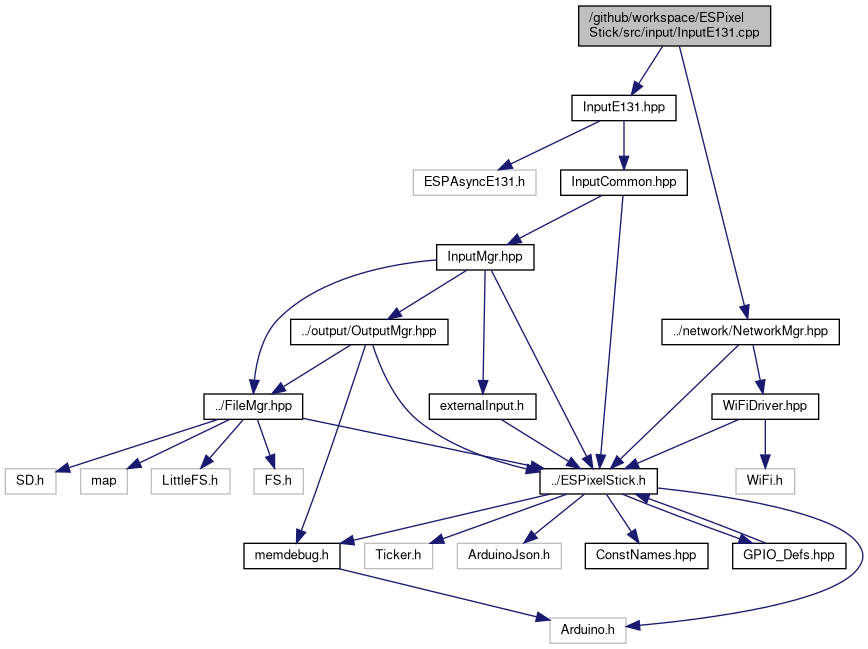 /github/workspace/ESPixel
Stick/src/input/InputE131.cpp
InputE131.hpp
ESPAsyncE131.h
InputCommon.hpp
InputMgr.hpp
../output/OutputMgr.hpp
../network/NetworkMgr.hpp
../FileMgr.hpp
externalInput.h
WiFiDriver.hpp
SD.h
map
LittleFS.h
FS.h
../ESPixelStick.h
WiFi.h
memdebug.h
Ticker.h
ArduinoJson.h
ConstNames.hpp
GPIO_Defs.hpp
Arduino.h